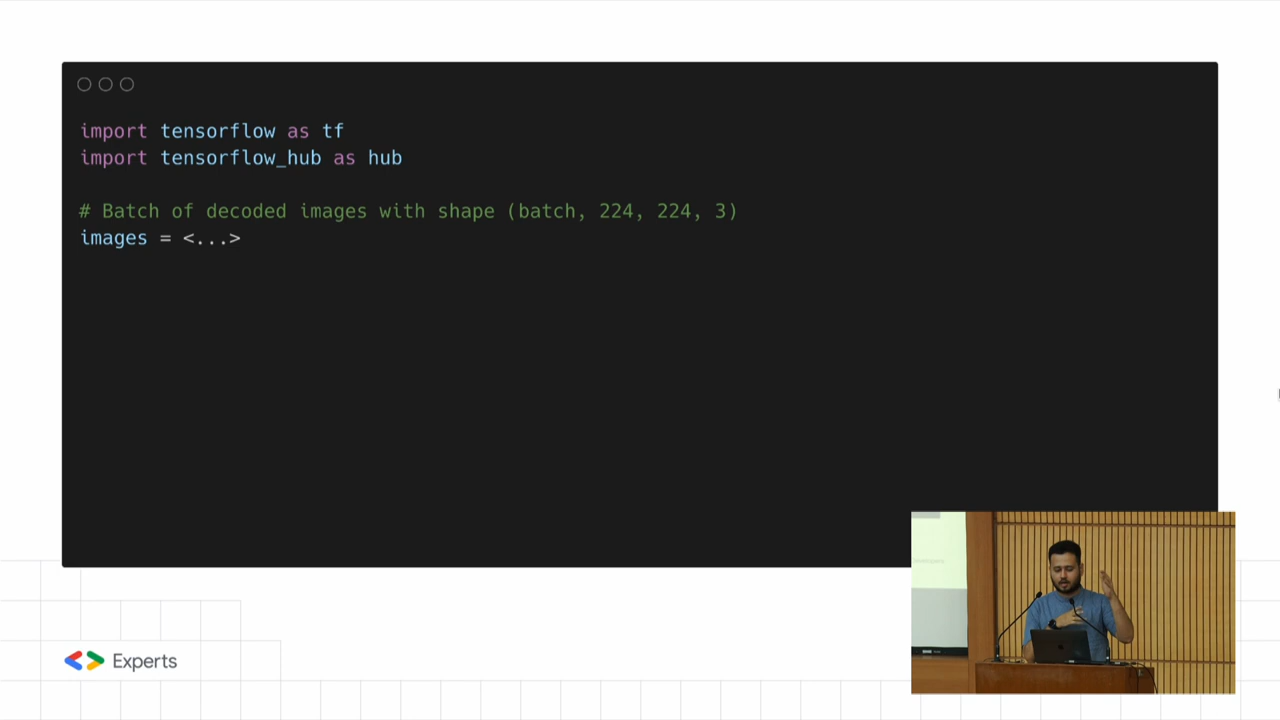 import tensorflow as tf
import tensorflow_hub as hub
# Batch of decoded images with shape (batch, 224, 224, 3)
images = <...>
Experts